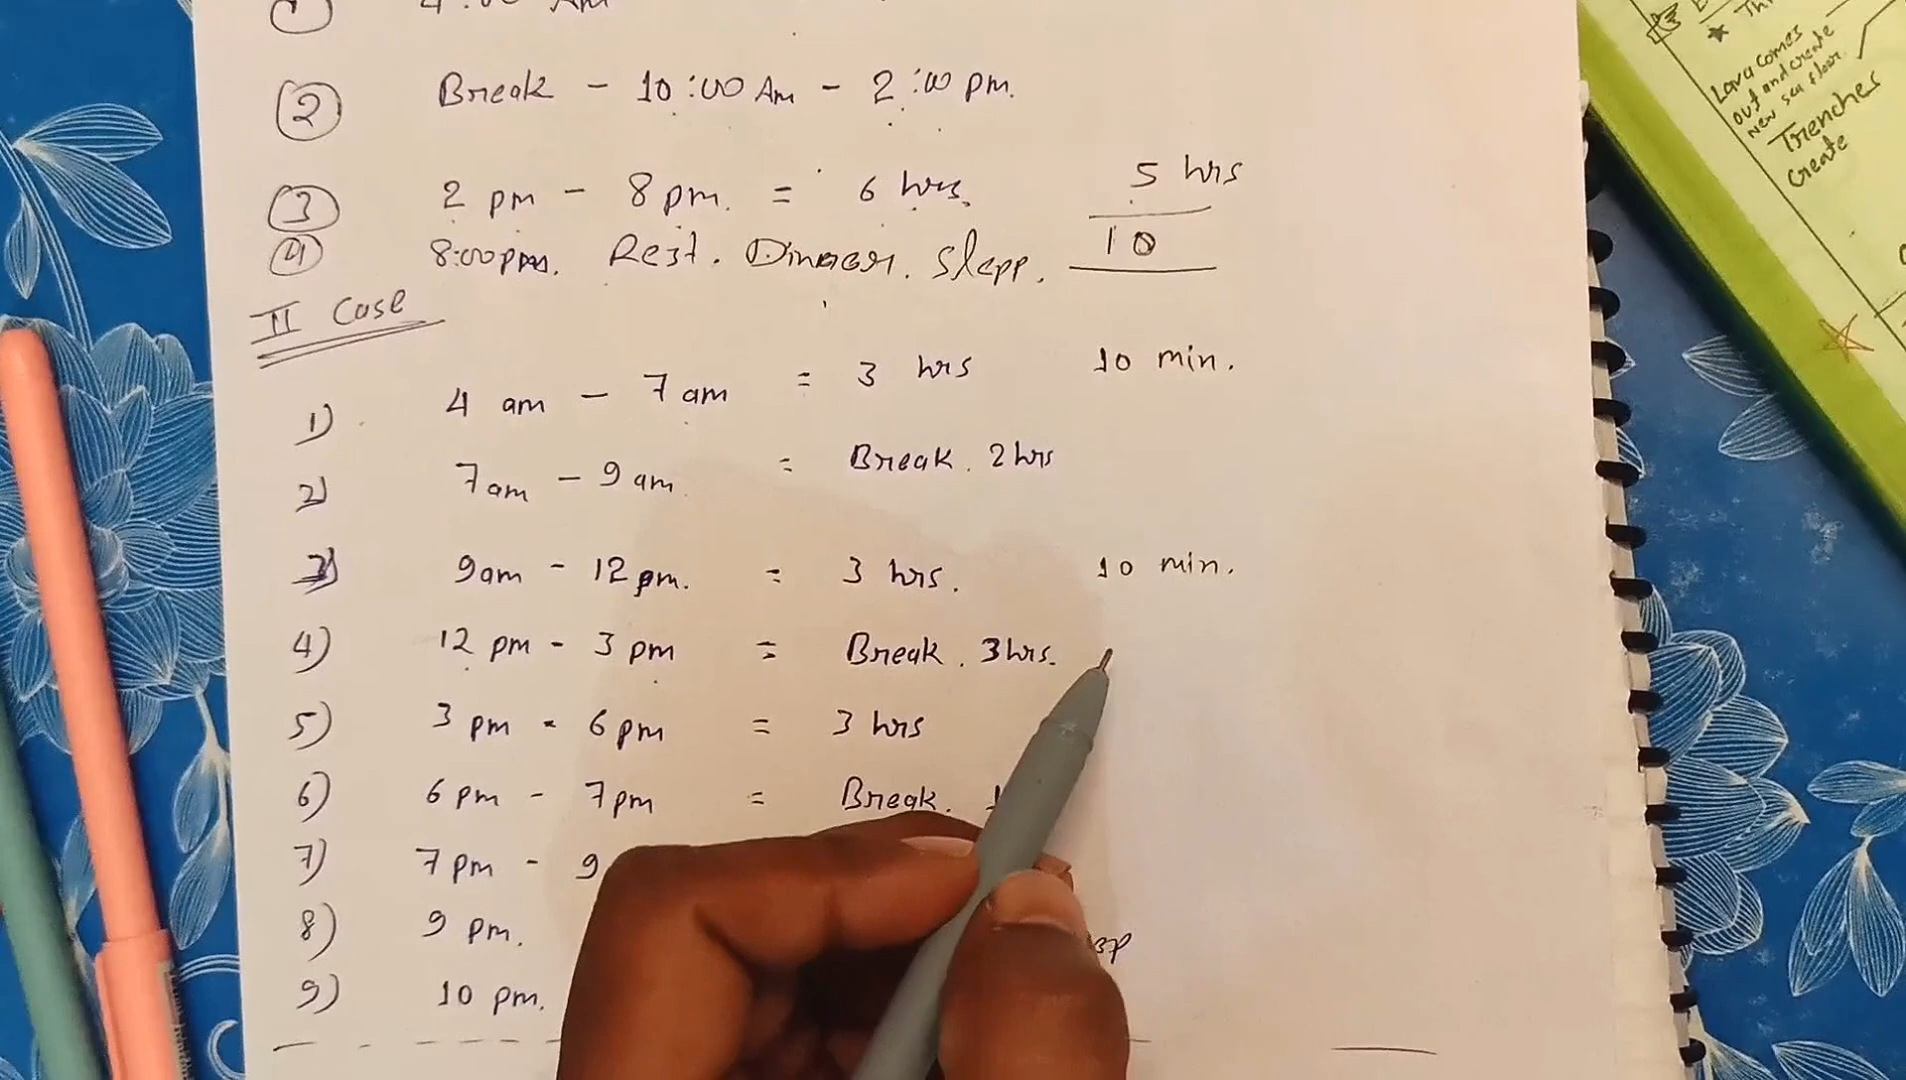 1 4:00 Am
2 Break - 10:00 Am - 2:00 pm.
3 2 pm - 8 pm. = 6 hrs. 5 hrs
10
4 8:00 pm. Rest. Dinner. Slepp.
II Case
1) 4 am - 7 am = 3 hrs 10 min.
2) 7 am - 9 am = Break. 2 hrs
3) 9 am - 12 pm. = 3 hrs. 10 min.
4) 12 pm - 3 pm = Break. 3 hrs.
5) 3 pm - 6 pm = 3 hrs
6) 6 pm - 7 pm = Break.
7) 7 pm - 9
8) 9 pm.
9) 10 pm.
Lava comes
out and create
new sea floor.
Trenches
Create